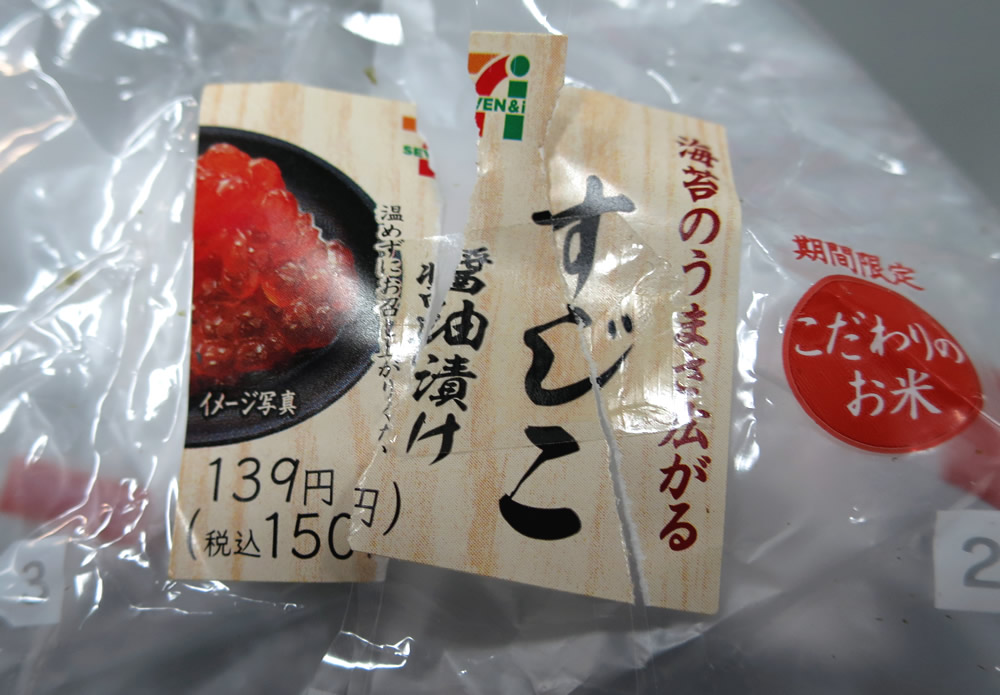 期間限定
こだわりの
お米
海苔のうまさ広がる
すじこ
醤油漬け
温めずにお召し上がりくだ
イメージ写真
139円
(税込150円)
3
2